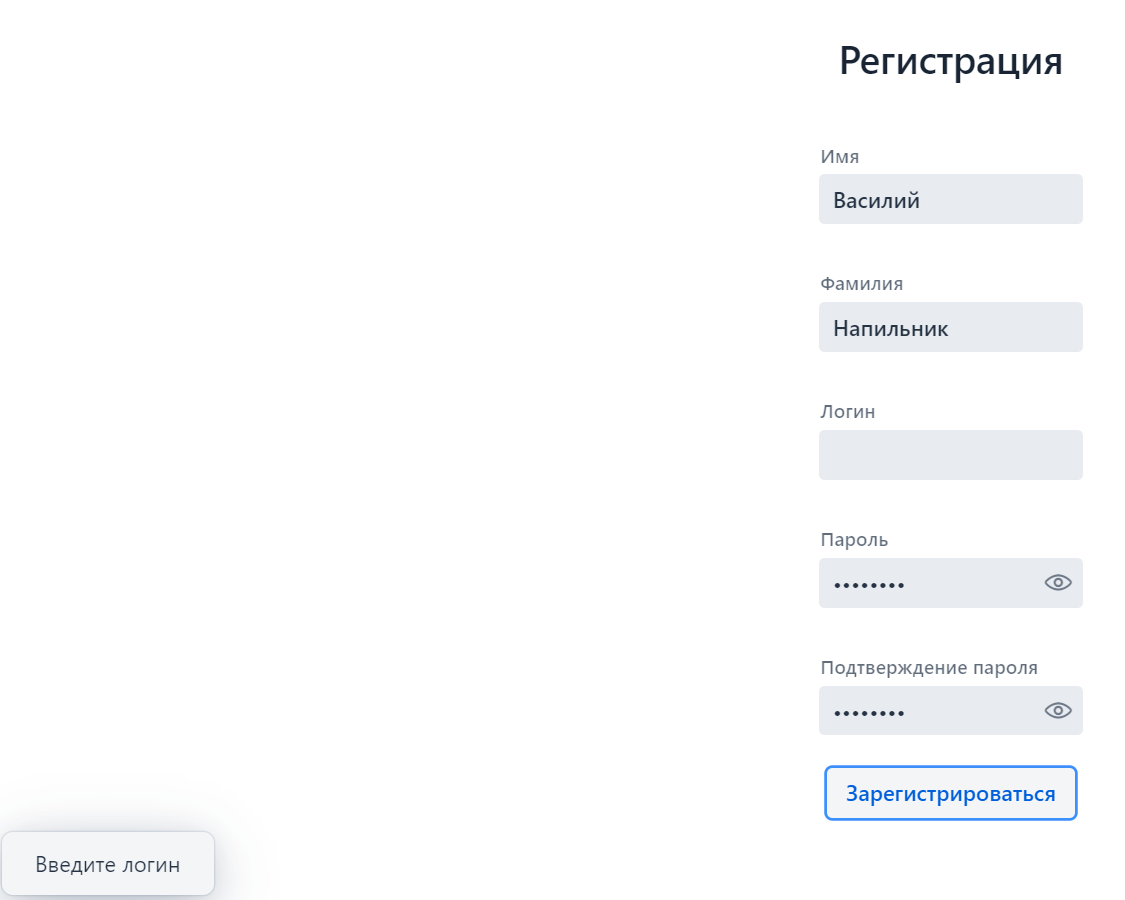 Регистрация
Имя
Василий
Фамилия
Напильник
Логин
Пароль
••••••••
Подтверждение пароля
••••••••
Зарегистрироваться
Введите логин